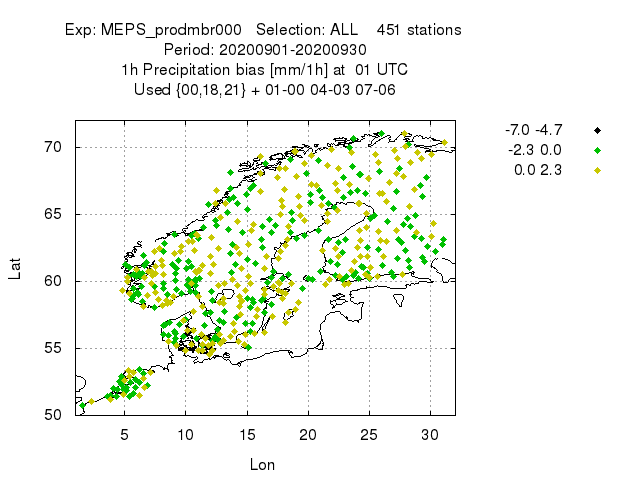 Exp: MEPS_prodmbr000   Selection: ALL    451 stations
Period: 20200901-20200930
1h Precipitation bias [mm/1h] at  01 UTC
Used {00,18,21} + 01-00 04-03 07-06
-7.0 -4.7
-2.3 0.0
0.0 2.3
70
65
60
55
50
Lat
5 10 15 20 25 30
Lon